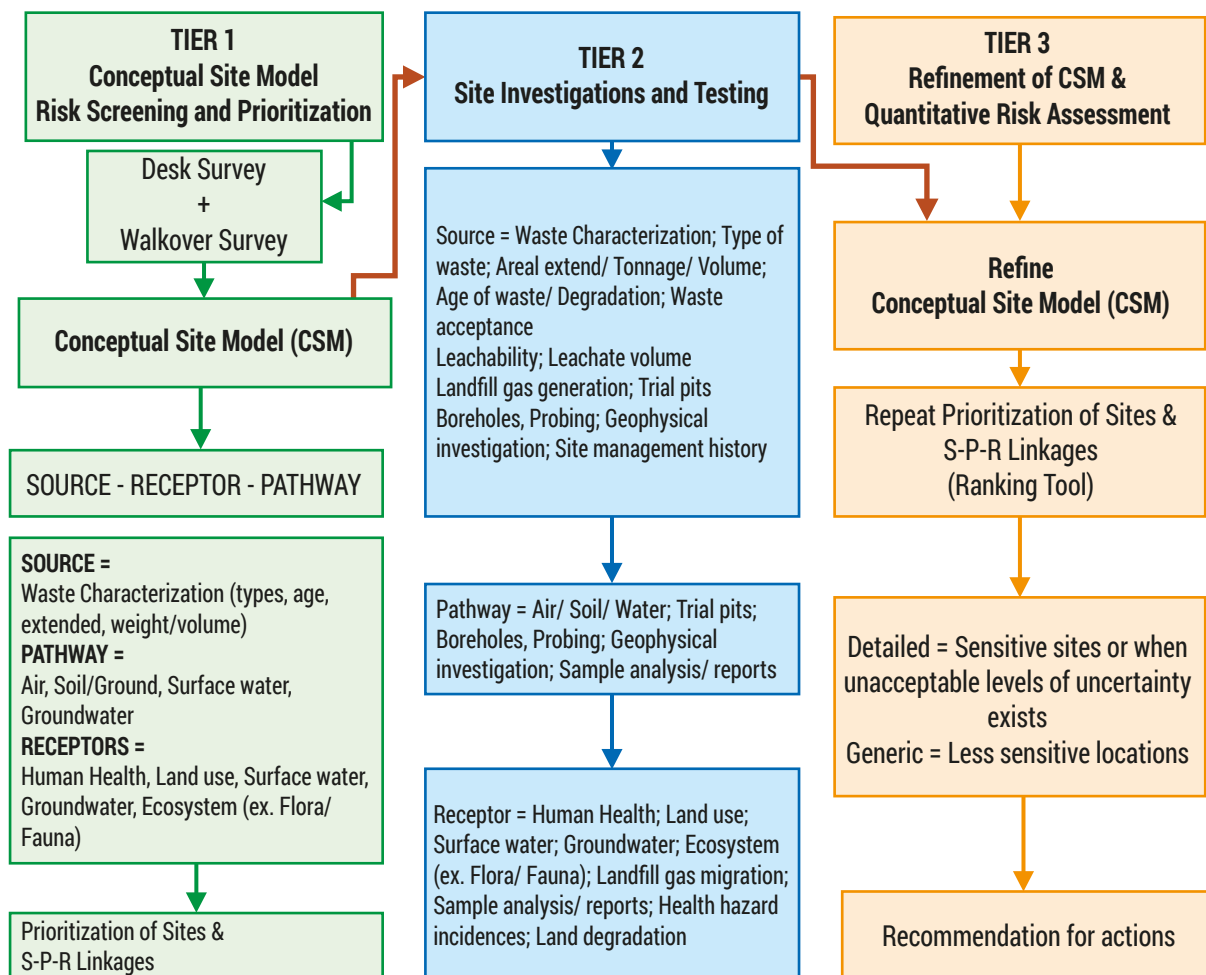 TIER 1
Conceptual Site Model
Risk Screening and Prioritization
Desk Survey
+
Walkover Survey
Conceptual Site Model (CSM)
SOURCE - RECEPTOR - PATHWAY
SOURCE =
Waste Characterization (types, age,
extended, weight/volume)
PATHWAY =
Air, Soil/Ground, Surface water,
Groundwater
RECEPTORS =
Human Health, Land use, Surface water,
Groundwater, Ecosystem (ex. Flora/
Fauna)
Prioritization of Sites &
S-P-R Linkages
TIER 2
Site Investigations and Testing
Source = Waste Characterization; Type of
waste; Areal extend/ Tonnage/ Volume;
Age of waste/ Degradation; Waste
acceptance
Leachability; Leachate volume
Landfill gas generation; Trial pits
Boreholes, Probing; Geophysical
investigation; Site management history
Pathway = Air/ Soil/ Water; Trial pits;
Boreholes, Probing; Geophysical
investigation; Sample analysis/ reports
Receptor = Human Health; Land use;
Surface water; Groundwater; Ecosystem
(ex. Flora/ Fauna); Landfill gas migration;
Sample analysis/ reports; Health hazard
incidences; Land degradation
TIER 3
Refinement of CSM &
Quantitative Risk Assessment
Refine
Conceptual Site Model (CSM)
Repeat Prioritization of Sites &
S-P-R Linkages
(Ranking Tool)
Detailed = Sensitive sites or when
unacceptable levels of uncertainty
exists
Generic = Less sensitive locations
Recommendation for actions